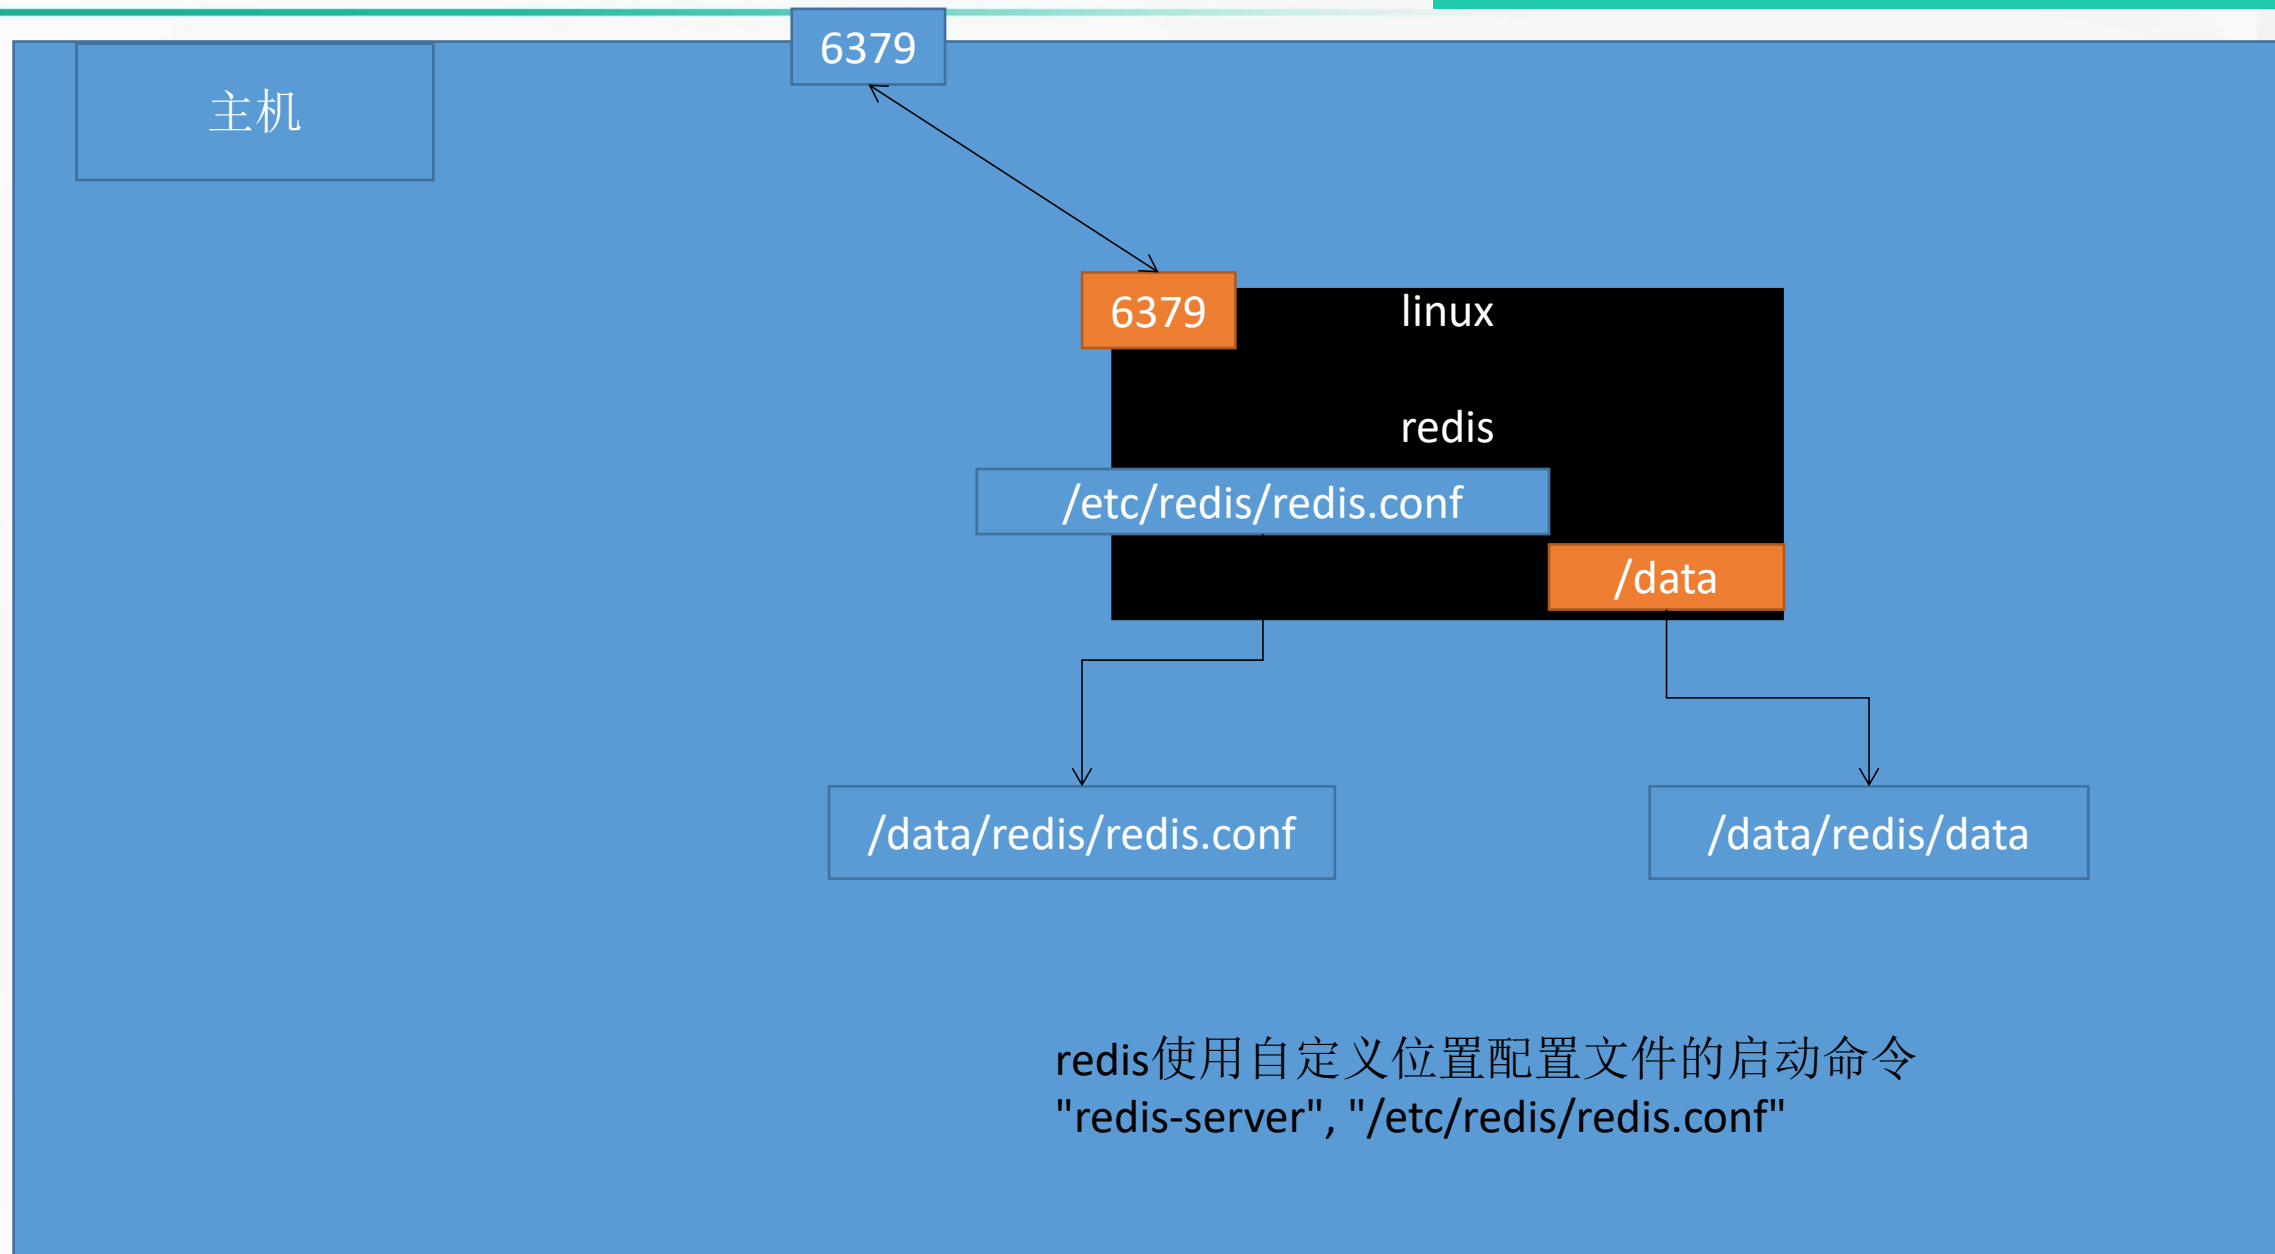 6379
主机
6379
linux
redis
/etc/redis/redis.conf
/data
/data/redis/redis.conf
/data/redis/data
redis使用自定义位置配置文件的启动命令
"redis-server", "/etc/redis/redis.conf"